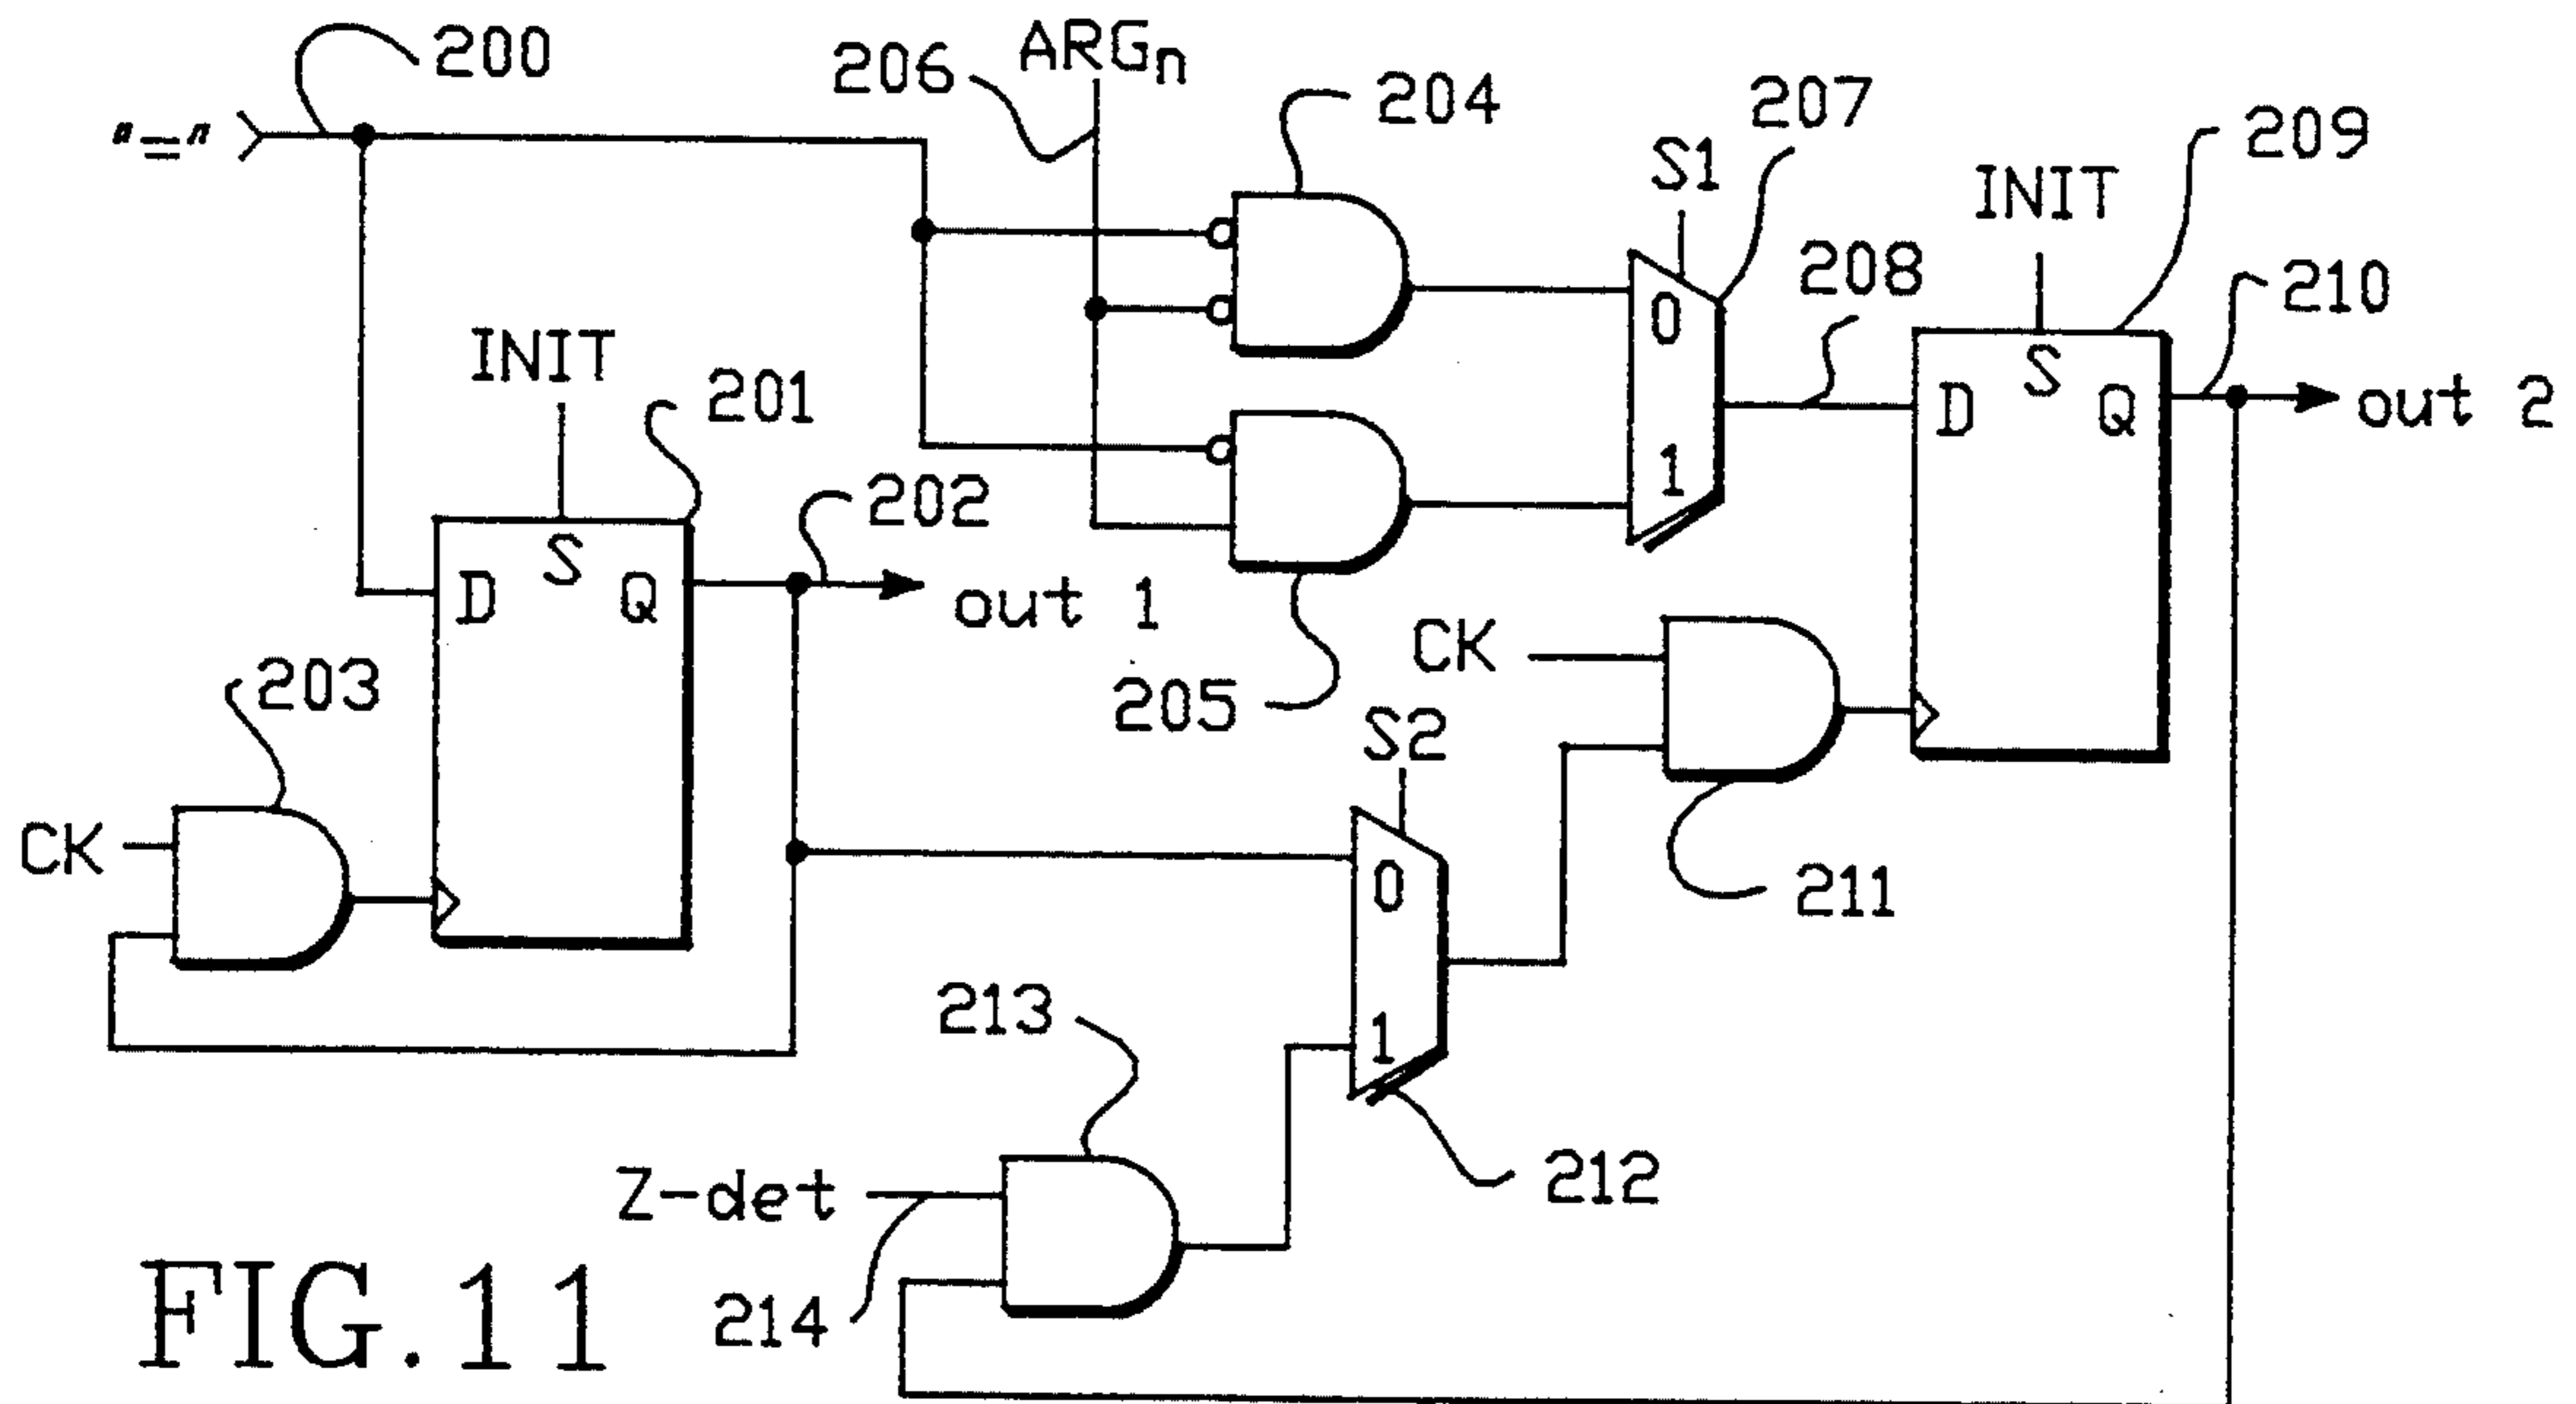 200
206
ARGn
204
207
"="
S1
209
INIT
208
210
INIT
0
S
201
D
Q
out 2
1
202
S
D
Q
out 1
CK
203
205
S2
CK
0
211
213
1
Z-det
212
214
FIG.11